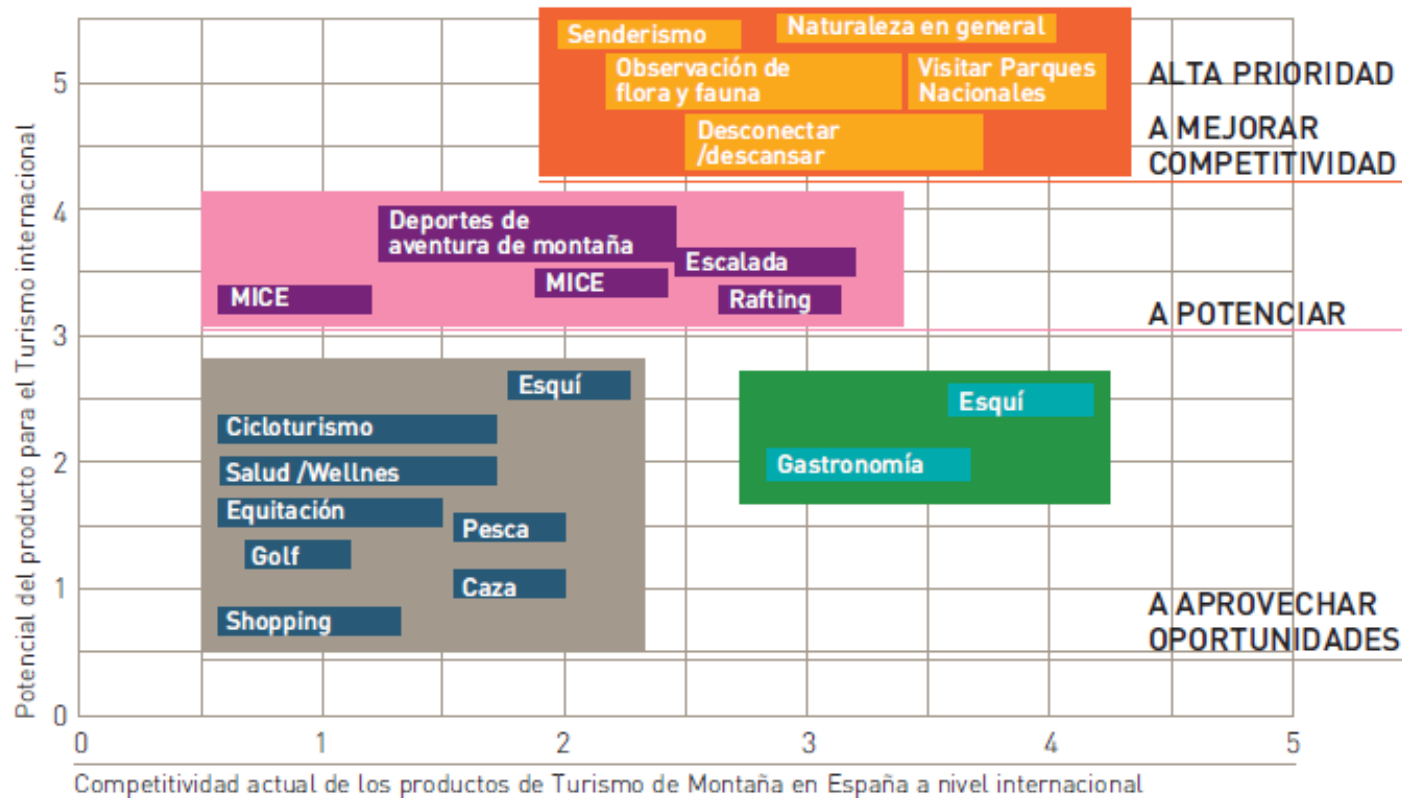 Potencial del producto para el Turismo internacional
5
4
3
2
1
0
Senderismo
Naturaleza en general
Observación de
flora y fauna
Visitar Parques
Nacionales
Desconectar
/descansar
ALTA PRIORIDAD
A MEJORAR
COMPETITIVIDAD
Deportes de
aventura de montaña
Escalada
MICE
MICE
Rafting
A POTENCIAR
Esquí
Cicloturismo
Salud /Wellnes
Equitación
Pesca
Golf
Caza
Shopping
Esquí
Gastronomía
A APROVECHAR
OPORTUNIDADES
0 1 2 3 4 5
Competitividad actual de los productos de Turismo de Montaña en España a nivel internacional